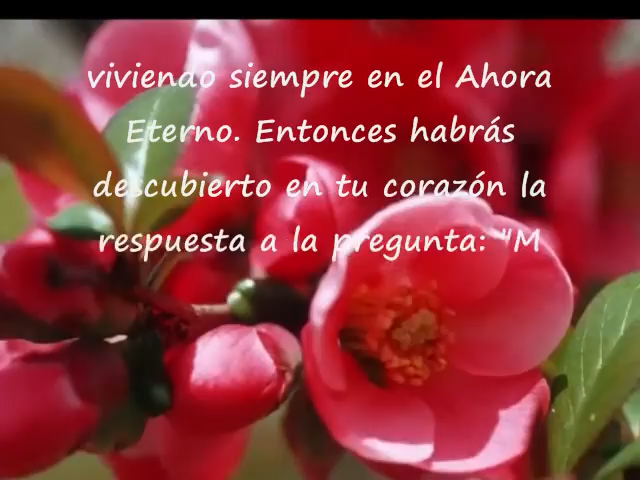 viviendo siempre en el Ahora
Eterno. Entonces habrás
descubierto en tu corazón la
respuesta a la pregunta: "M